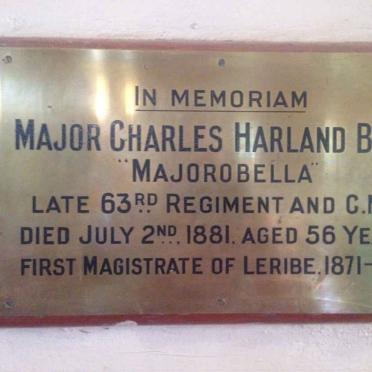 IN MEMORIAM
MAJOR CHARLES HARLAND B
"MAJOROBELLA"
LATE 63RD REGIMENT AND C.
DIED JULY 2ND, 1881. AGED 56 YE
FIRST MAGISTRATE OF LERIBE, 1871-